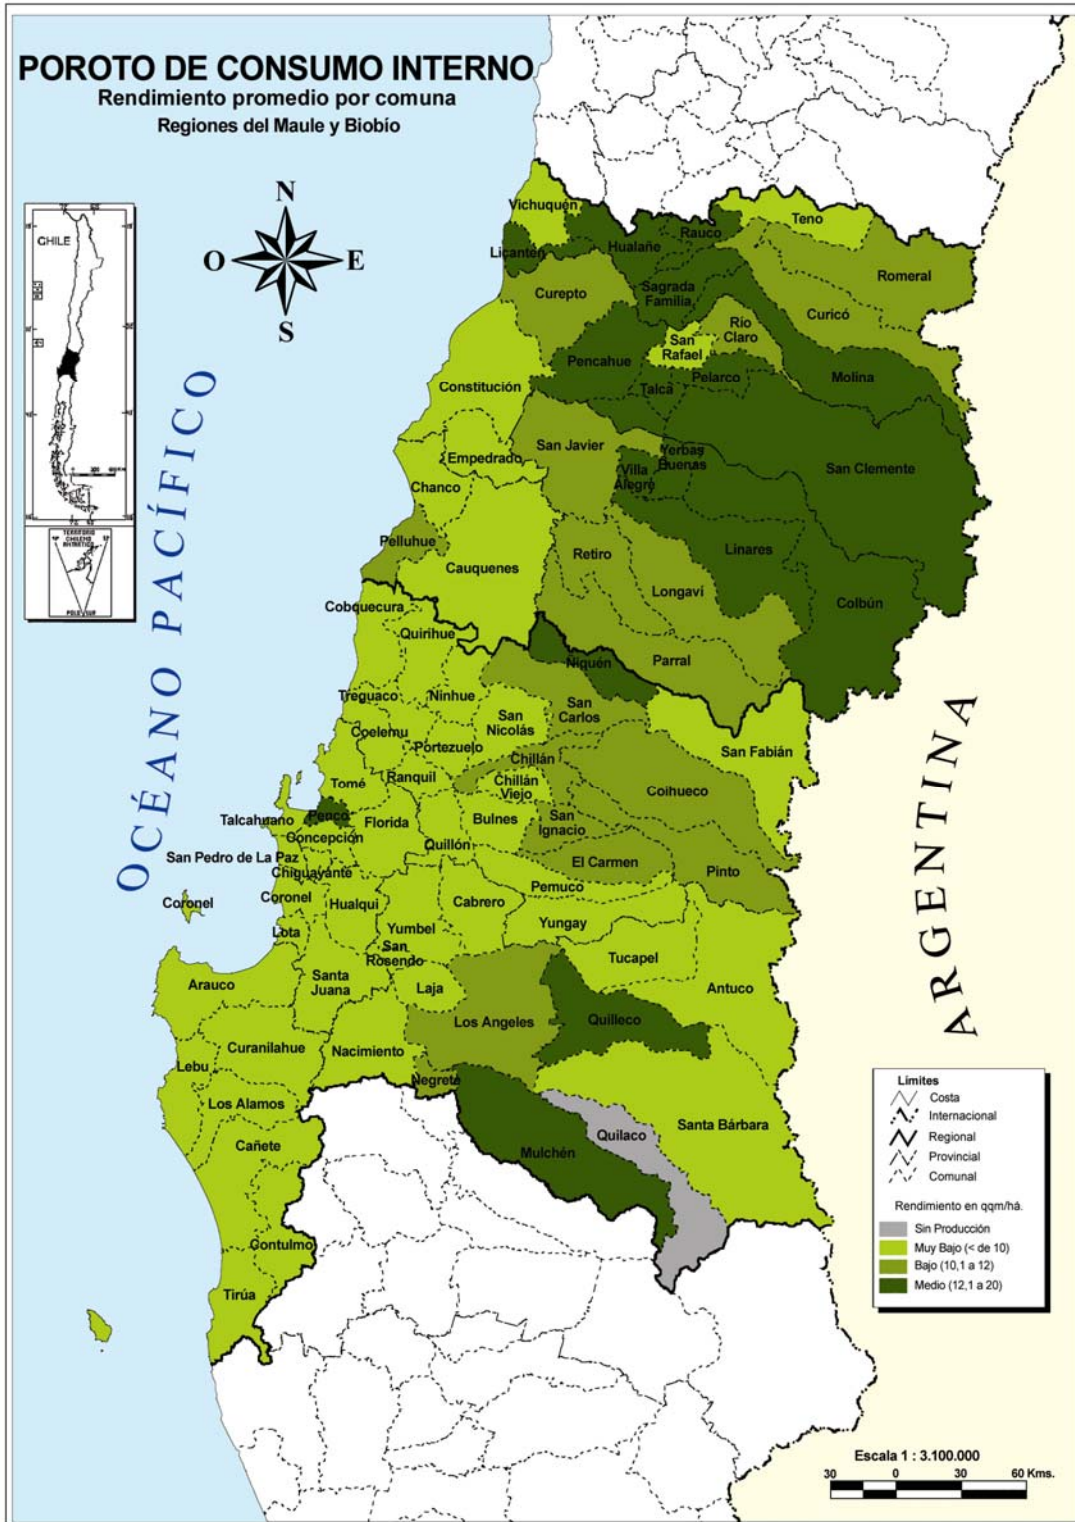 POROTO DE CONSUMO INTERNO
Rendimiento promedio por comuna
Regiones del Maule y Biobío
N
O
E
S
CHILE
TERRITORIO
CHILENO
ANTARTICO
POLO SUR
OCÉANO PACÍFICO
ARGENTINA
Vichuquén
Teno
Rauco
Licantén
Hualañe
Romeral
Sagrada
Familia
Curepto
Curicó
Río
Claro
San
Rafael
Pencahue
Molina
Pelarco
Talca
Constitución
San Javier
Yerbas
Buenas
Empedrado
Villa
Alegre
San Clemente
Chanco
Pelluhue
Retiro
Linares
Cauquenes
Longaví
Colbún
Cobquecura
Quirihue
Parral
Ñiquén
Treguaco
Ninhue
San
Carlos
San
Nicolás
Coelemu
Portezuelo
San Fabián
Chillán
Tomé
Ranquil
Chillán
Viejo
Coihueco
Talcahuano
Penco
Florida
Bulnes
San
Ignacio
Concepción
Quillón
San Pedro de La Paz
El Carmen
Chiguayante
Pinto
Pemuco
Coronel
Coronel
Hualqui
Cabrero
Yungay
Lota
Yumbel
San
Rosendo
Tucapel
Arauco
Santa
Juana
Laja
Antuco
Los Angeles
Quilleco
Curanilahue
Nacimiento
Lebu
Negrete
Los Alamos
Santa Bárbara
Cañete
Quilaco
Mulchén
Contulmo
Tirúa
Límites
Costa
Internacional
Regional
Provincial
Comunal
Rendimiento en qqm/há.
Sin Producción
Muy Bajo (< de 10)
Bajo (10,1 a 12)
Medio (12,1 a 20)
Escala 1 : 3.100.000
30 0 30 60 Kms.